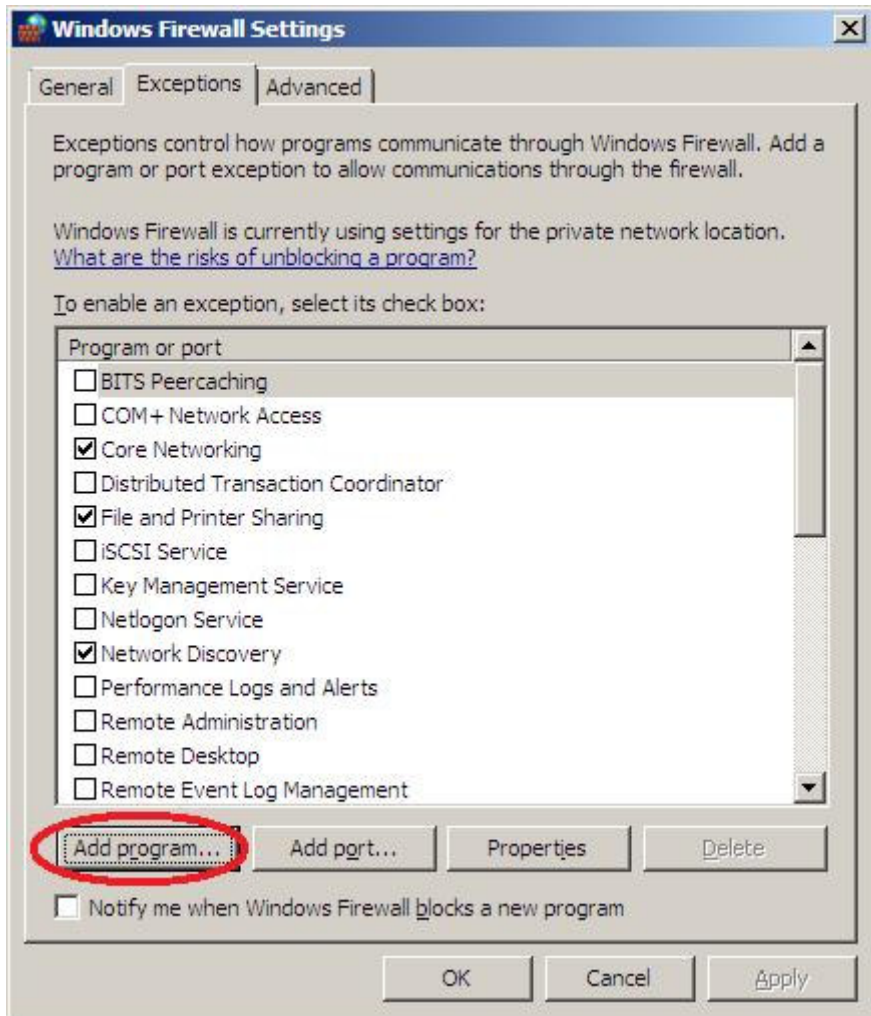 Windows Firewall Settings
General Exceptions Advanced
Exceptions control how programs communicate through Windows Firewall. Add a
program or port exception to allow communications through the firewall.
Windows Firewall is currently using settings for the private network location.
What are the risks of unblocking a program?
To enable an exception, select its check box:
Program or port
BITS Peercaching
COM+ Network Access
Core Networking
Distributed Transaction Coordinator
File and Printer Sharing
iSCSI Service
Key Management Service
Netlogon Service
Network Discovery
Performance Logs and Alerts
Remote Administration
Remote Desktop
Remote Event Log Management
Add program... Add port... Properties Delete
Notify me when Windows Firewall blocks a new program
OK Cancel Apply